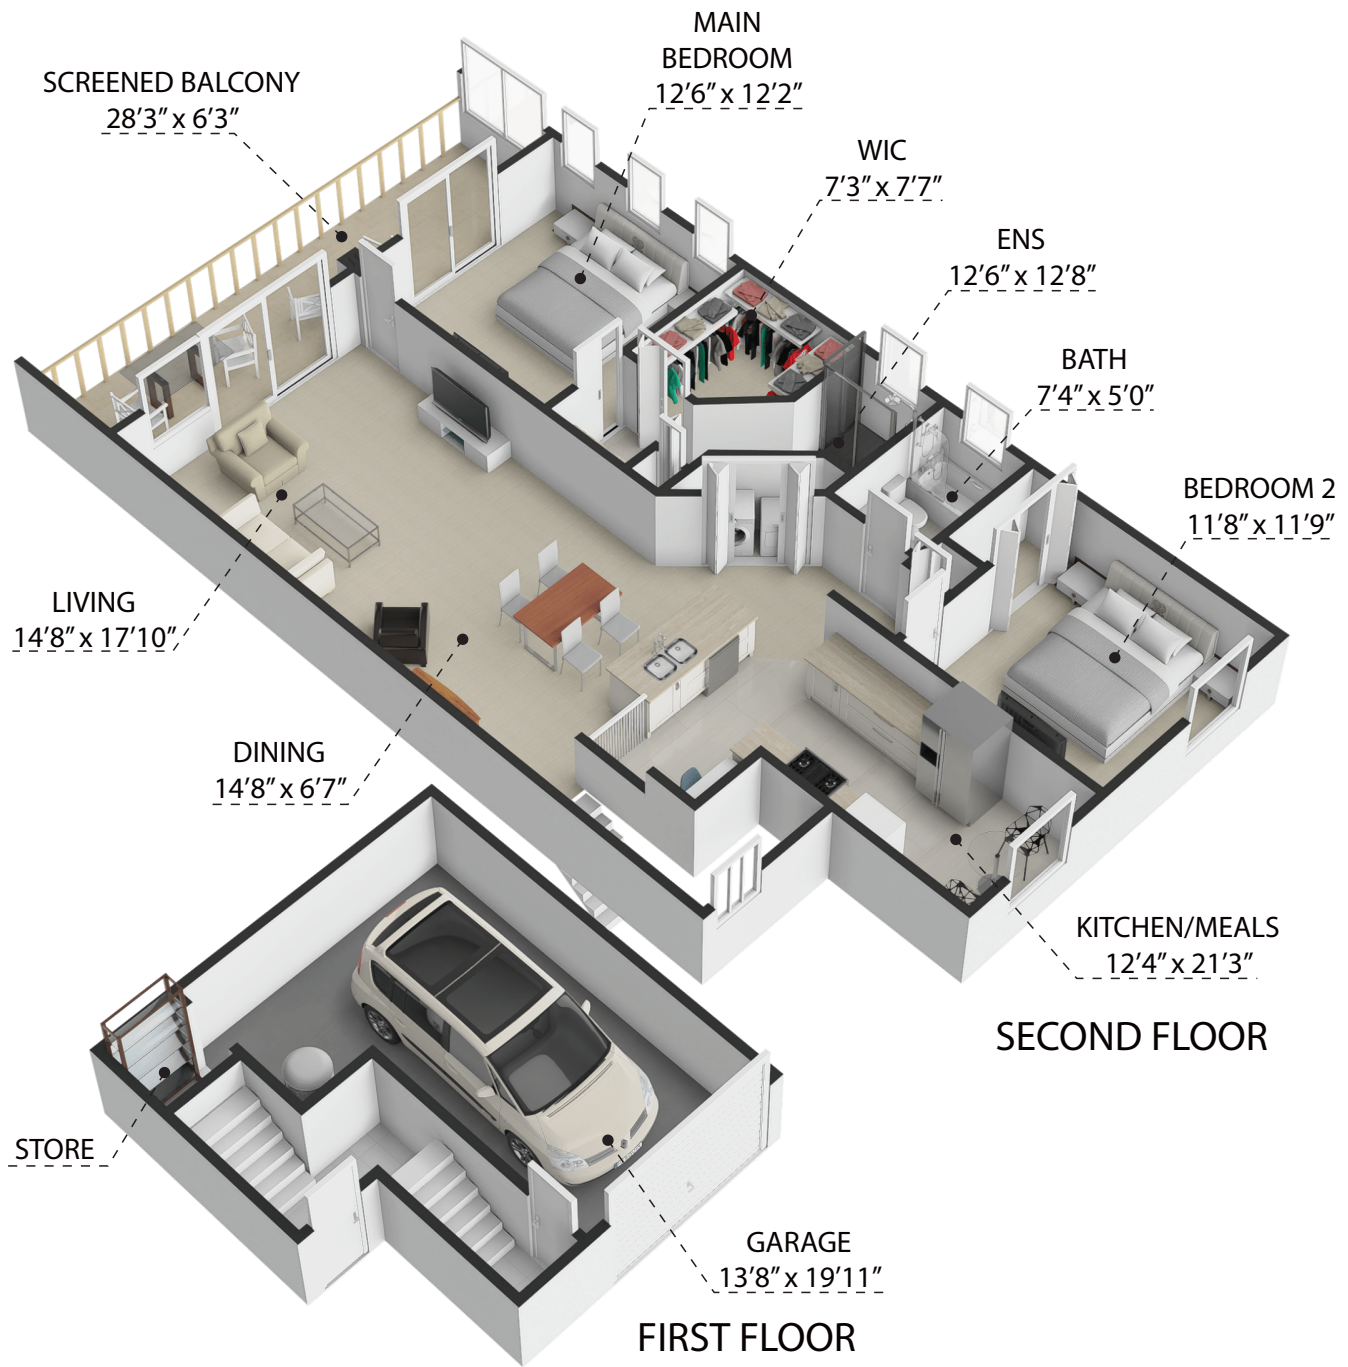 MAIN
BEDROOM
12'6" x 12'2"
SCREENED BALCONY
28'3" x 6'3"
WIC
7'3" x 7'7"
ENS
12'6" x 12'8"
BATH
7'4" x 5'0"
BEDROOM 2
11'8" x 11'9"
LIVING
14'8" x 17'10"
DINING
14'8" x 6'7"
KITCHEN/MEALS
12'4" x 21'3"
SECOND FLOOR
STORE
GARAGE
13'8" x 19'11"
FIRST FLOOR